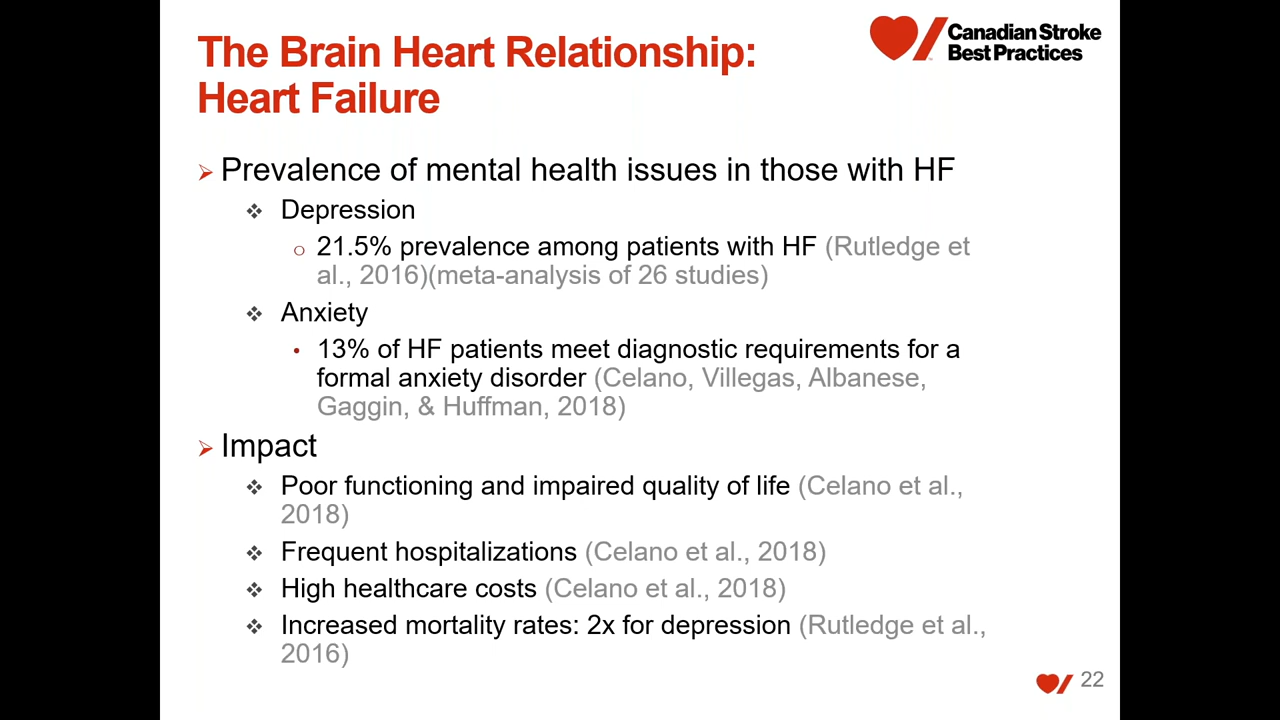 The Brain Heart Relationship:
Heart Failure
Canadian Stroke
Best Practices
Prevalence of mental health issues in those with HF
Depression
21.5% prevalence among patients with HF (Rutledge et
al., 2016)(meta-analysis of 26 studies)
Anxiety
13% of HF patients meet diagnostic requirements for a
formal anxiety disorder (Celano, Villegas, Albanese,
Gaggin, & Huffman, 2018)
Impact
Poor functioning and impaired quality of life (Celano et al.,
2018)
Frequent hospitalizations (Celano et al., 2018)
High healthcare costs (Celano et al., 2018)
Increased mortality rates: 2x for depression (Rutledge et al.,
2016)
22